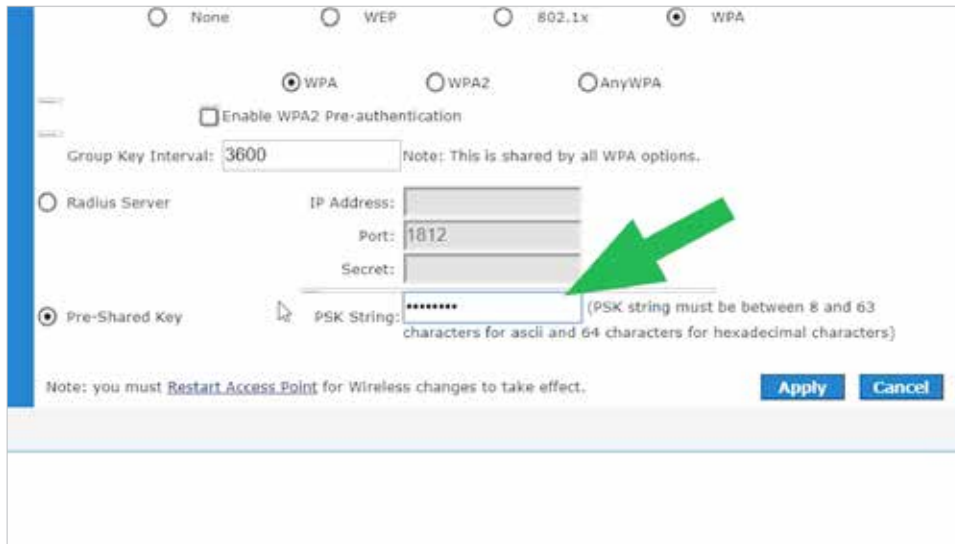 None WEP 802.1x WPA
WPA WPA2 AnyWPA
Enable WPA2 Pre-authentication
Group Key Interval: 3600 Note: This is shared by all WPA options.
Radius Server IP Address:
Port: 1812
Secret:
Pre-Shared Key PSK String: •••••••• (PSK string must be between 8 and 63
characters for ascii and 64 characters for hexadecimal characters)
Note: you must Restart Access Point for Wireless changes to take effect. Apply Cancel